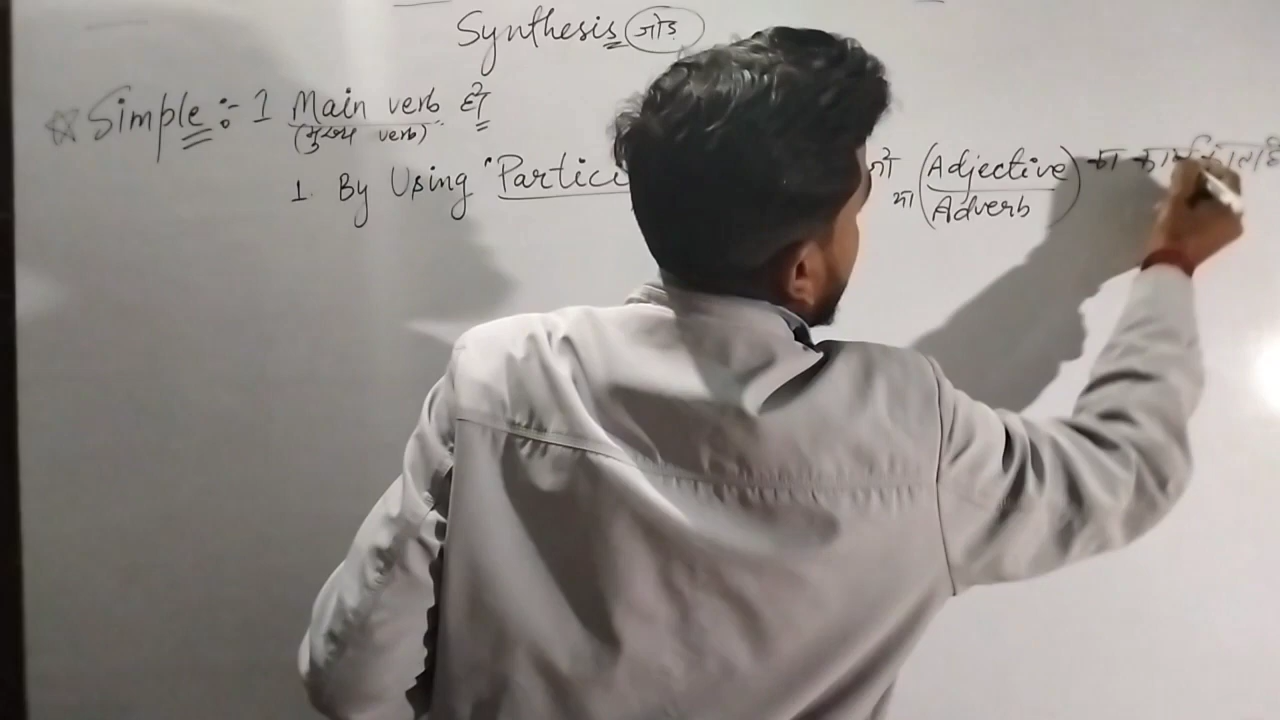 Synthesis (जोड़)
☆ Simple :- 1 Main verb हो
(मुख्य verb)
1. By Using "Partici जो (Adjective) का कार्य
या (Adverb)